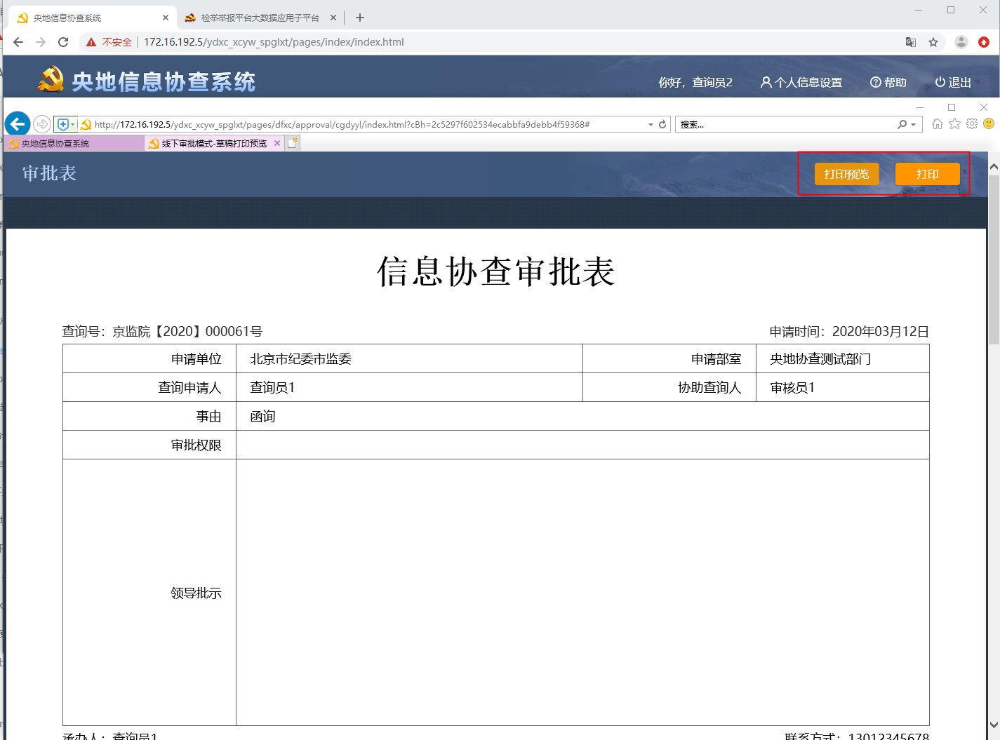 央地信息协查系统
检举举报平台大数据应用子平台
不安全
172.16.192.5/ydxc_xcyw_spglxt/pages/index/index.html
央地信息协查系统
你好，查询员2
个人信息设置
帮助
退出
http://172.16.192.5/ydxc_xcyw_spglxt/pages/dfxc/approval/cgdyyl/index.html?cBh=2c5297f602534ecabbfa9debb4f59368#
搜索...
央地信息协查系统
线下审批模式-草稿打印预览
审批表
打印预览
打印
信息协查审批表
查询号：京监院【2020】000061号
申请时间：2020年03月12日
申请单位 北京市纪委市监委 申请部室 央地协查测试部门
查询申请人 查询员1 协助查询人 审核员1
事由 函询
审批权限
领导批示
承办人：查询员1
联系方式：13012345678